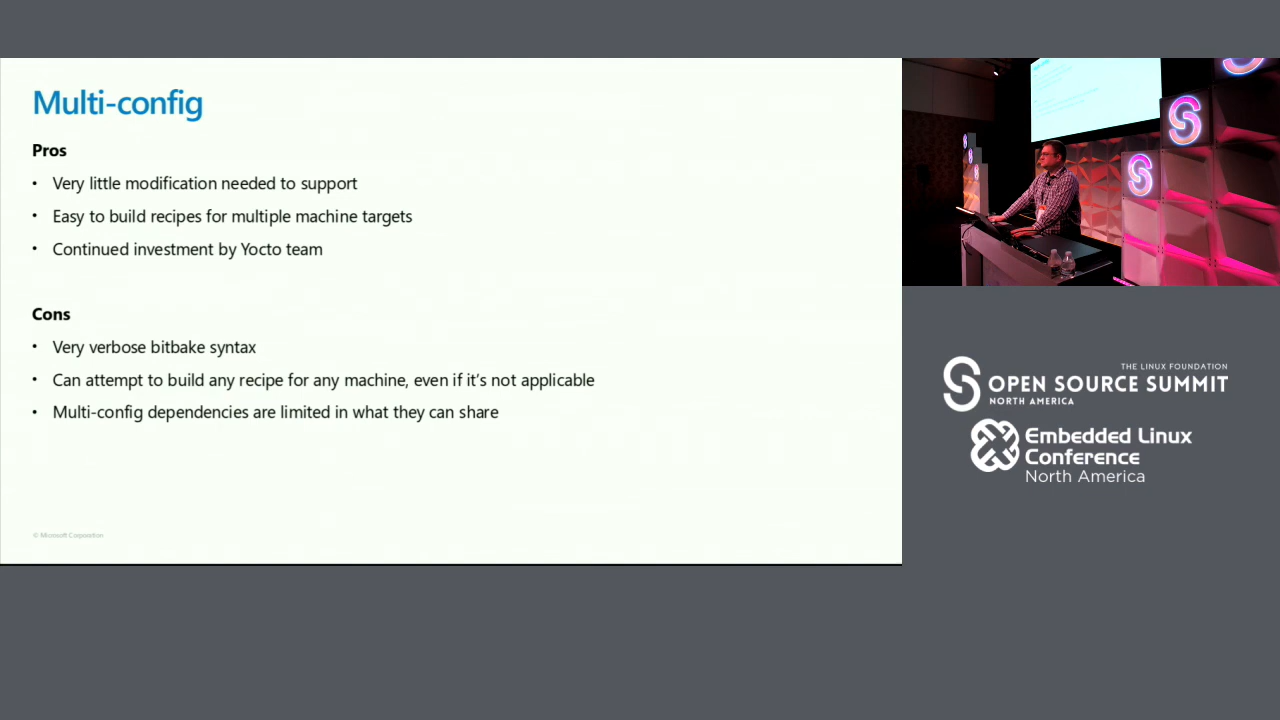 Multi-config
Pros
• Very little modification needed to support
• Easy to build recipes for multiple machine targets
• Continued investment by Yocto team
Cons
• Very verbose bitbake syntax
• Can attempt to build any recipe for any machine, even if it's not applicable
• Multi-config dependencies are limited in what they can share
© Microsoft Corporation
THE LINUX FOUNDATION
OPEN SOURCE SUMMIT
NORTH AMERICA
Embedded Linux
Conference
North America